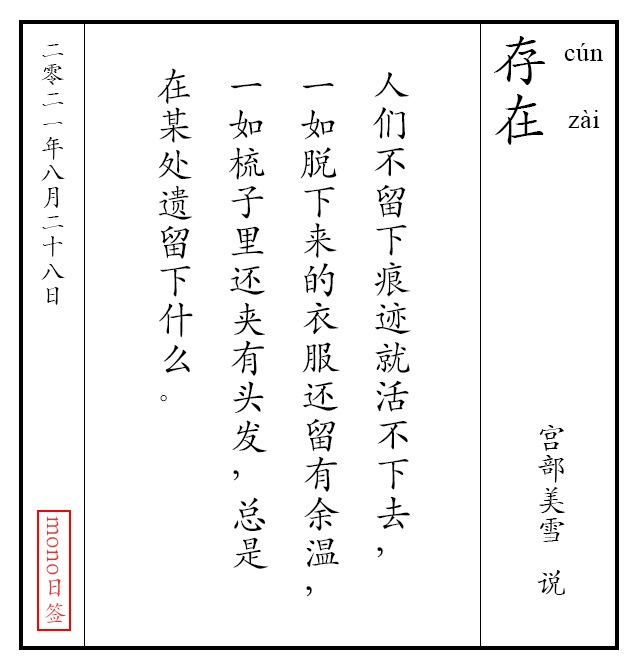 存在
cún
zài
宫部美雪 说
人们不留下痕迹就活不下去，
一如脱下来的衣服还留有余温，
一如梳子里还夹有头发，总是
在某处遗留下什么。
二零二一年八月二十八日
mono日签